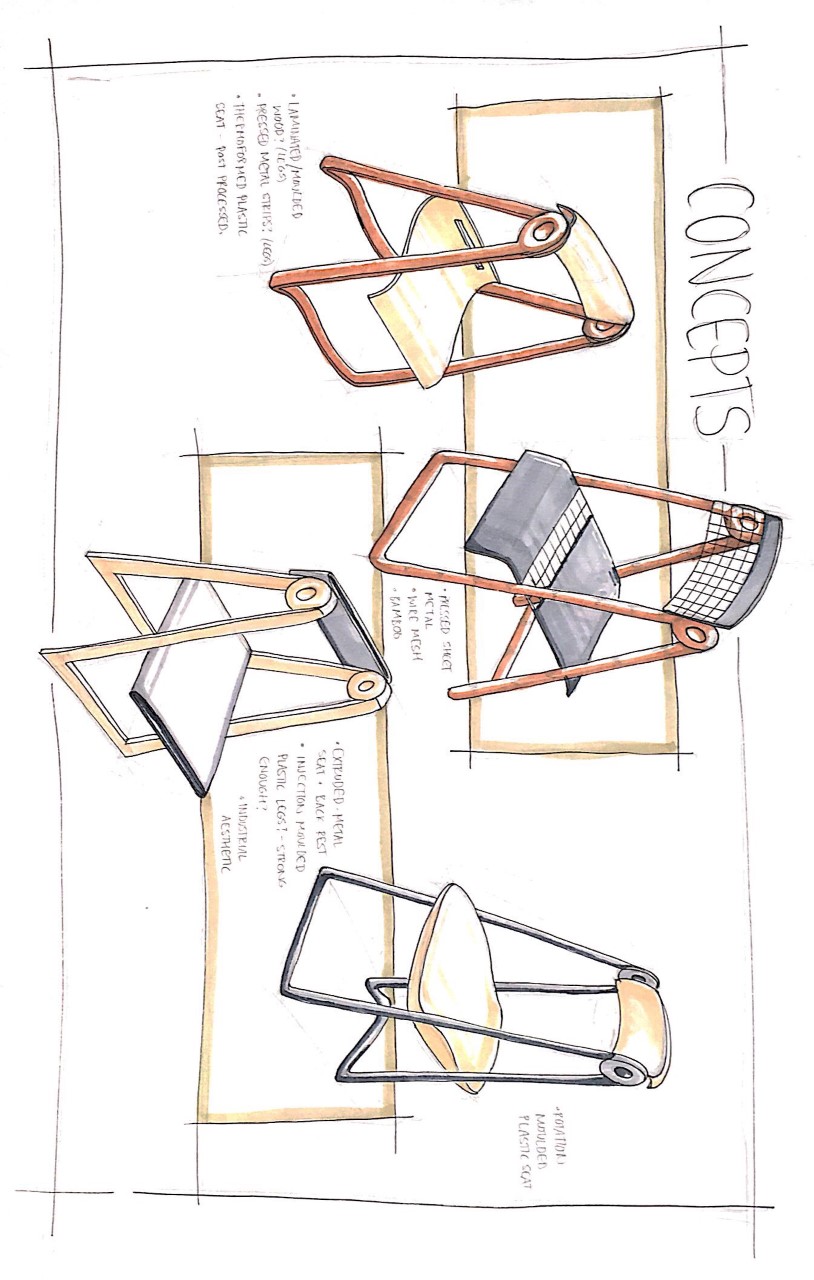 CONCEPTS
• ROTATION
MOULDED
PLASTIC SEAT
• PRESSED SHEET
METAL
• WIRE MESH
• BAMBOO
• EXTRUDED METAL
SEAT + BACK REST
• INJECTION MOULDED
PLASTIC LEGS? - STRONG
ENOUGH?
• INDUSTRIAL
AESTHETIC
• LAMINATED/MOULDED
WOOD? (LEGS)
• PRESSED METAL STRIPS? (LEGS)
• THERMOFORMED PLASTIC
SEAT - POST PROCESSED.